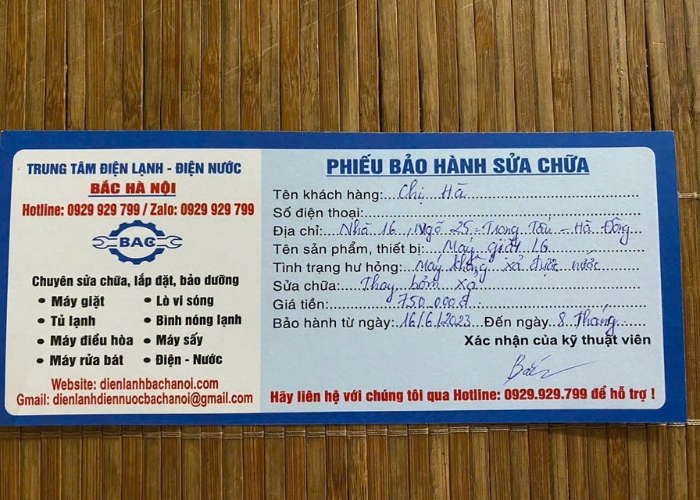 TRUNG TÂM ĐIỆN LẠNH - ĐIỆN NƯỚC
BẮC HÀ NỘI
Hotline: 0929 929 799 / Zalo: 0929 929 799
BAC
Chuyên sửa chữa, lắp đặt, bảo dưỡng
• Máy giặt • Lò vi sóng
• Tủ lạnh • Bình nóng lạnh
• Máy điều hòa • Máy sấy
• Máy rửa bát • Điện - Nước
Website: dienlanhbachanoi.com
Gmail: dienlanhdiennuocbachanoi@gmail.com
PHIẾU BẢO HÀNH SỬA CHỮA
Tên khách hàng: Chị Hà
Số điện thoại:
Địa chỉ: Nhà 16, Ngõ 25 - Trong Tấu - Hà Đông
Tên sản phẩm, thiết bị: Máy giặt LG
Tình trạng hư hỏng: Máy không xả được nước
Sửa chữa: Thay bơm xả
Giá tiền: 750.000đ
Bảo hành từ ngày: 16/6/2023 Đến ngày 8 Tháng
Xác nhận của kỹ thuật viên
Hãy liên hệ với chúng tôi qua Hotline: 0929.929.799 để hỗ trợ !